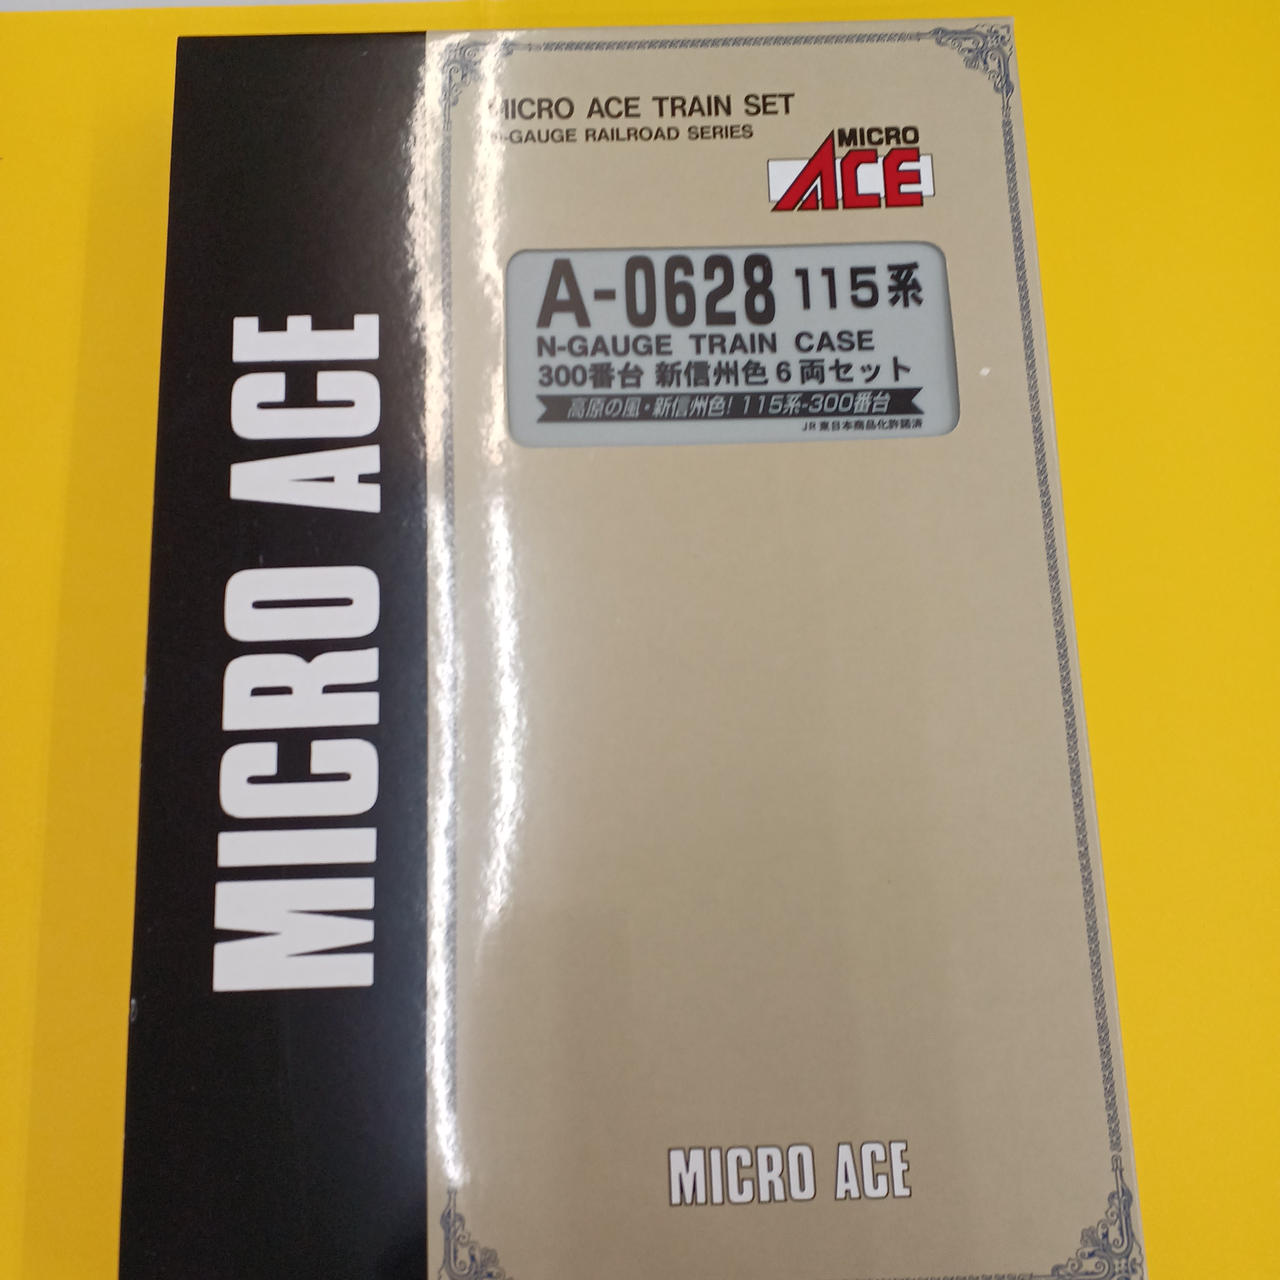 MICRO ACE
MICRO ACE TRAIN SET
N-GAUGE RAILROAD SERIES
MICRO
ACE
A-0628 115系
N-GAUGE TRAIN CASE
300番台 新信州色6両セット
高原の風・新信州色! 115系-300番台
JR東日本商品化許諾済
MICRO ACE